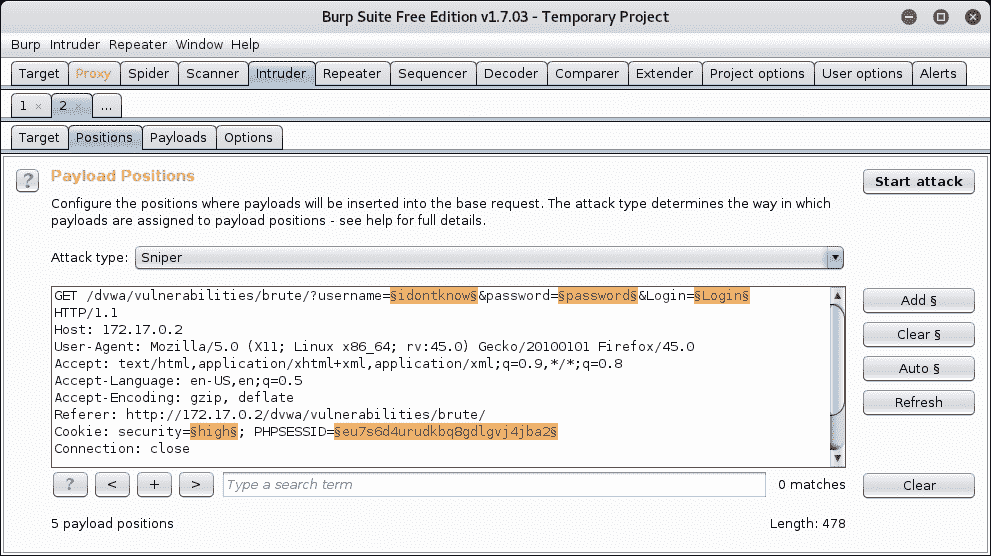 Burp Suite Free Edition v1.7.03 - Temporary Project
Burp Intruder Repeater Window Help
Target Proxy Spider Scanner Intruder Repeater Sequencer Decoder Comparer Extender Project options User options Alerts
1 × 2 × ...
Target Positions Payloads Options
? Payload Positions
Start attack
Configure the positions where payloads will be inserted into the base request. The attack type determines the way in which
payloads are assigned to payload positions - see help for full details.
Attack type: Sniper
GET /dvwa/vulnerabilities/brute/?username=§idontknow§&password=§password§&Login=§Login§
HTTP/1.1
Host: 172.17.0.2
User-Agent: Mozilla/5.0 (X11; Linux x86_64; rv:45.0) Gecko/20100101 Firefox/45.0
Accept: text/html,application/xhtml+xml,application/xml;q=0.9,*/*;q=0.8
Accept-Language: en-US,en;q=0.5
Accept-Encoding: gzip, deflate
Referer: http://172.17.0.2/dvwa/vulnerabilities/brute/
Cookie: security=§high§; PHPSESSID=§eu7s6d4urudkbq8gdlgvj4jba2§
Connection: close
Add §
Clear §
Auto §
Refresh
? < + > Type a search term 0 matches Clear
5 payload positions Length: 478